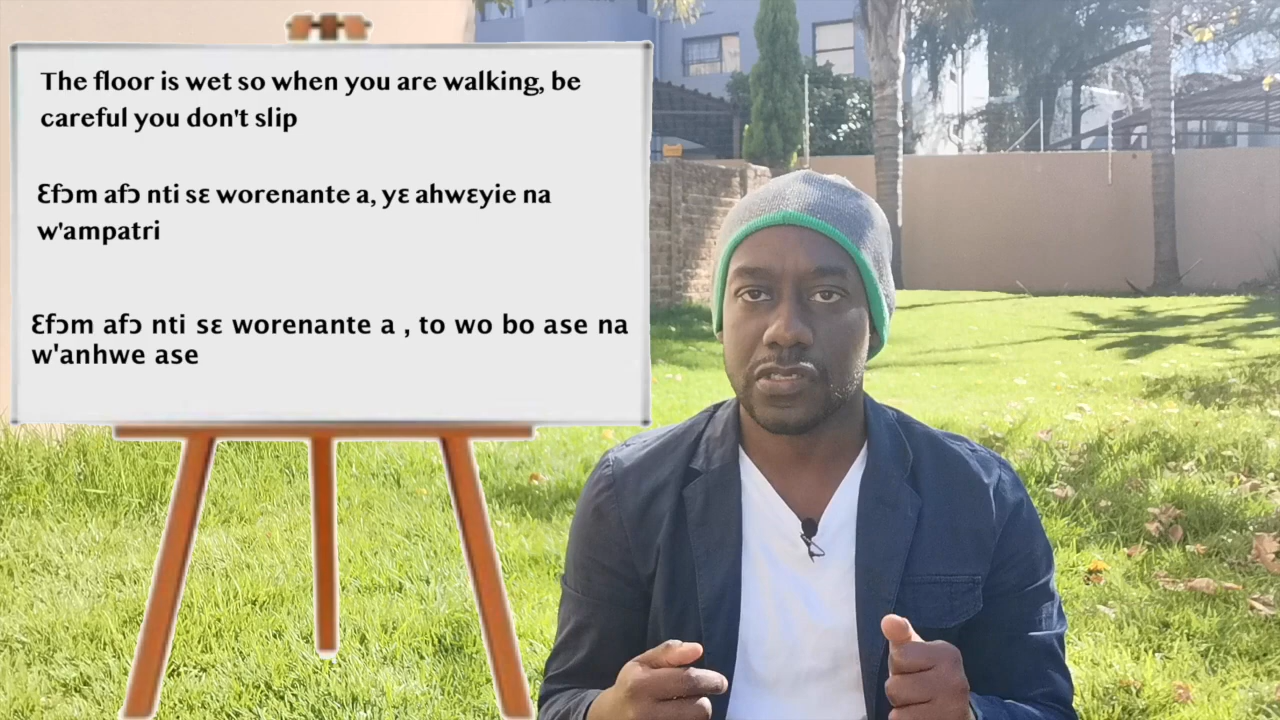 The floor is wet so when you are walking, be
careful you don't slip
Ɛfɔm afɔ nti sɛ worenante a, yɛ ahwɛyie na
w'ampatri
Ɛfɔm afɔ nti sɛ worenante a , to wo bo ase na
w'anhwe ase